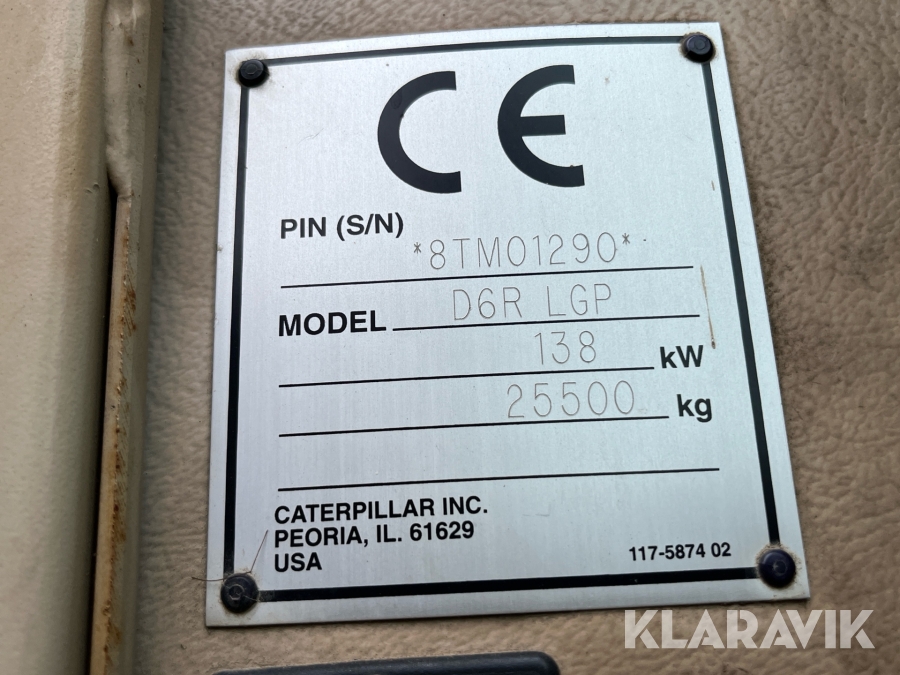 CE
PIN (S/N)
*8TM01290*
MODEL D6R LGP
138 kW
25500 kg
CATERPILLAR INC.
PEORIA, IL. 61629
USA
117-5874 02
KLARAVIK